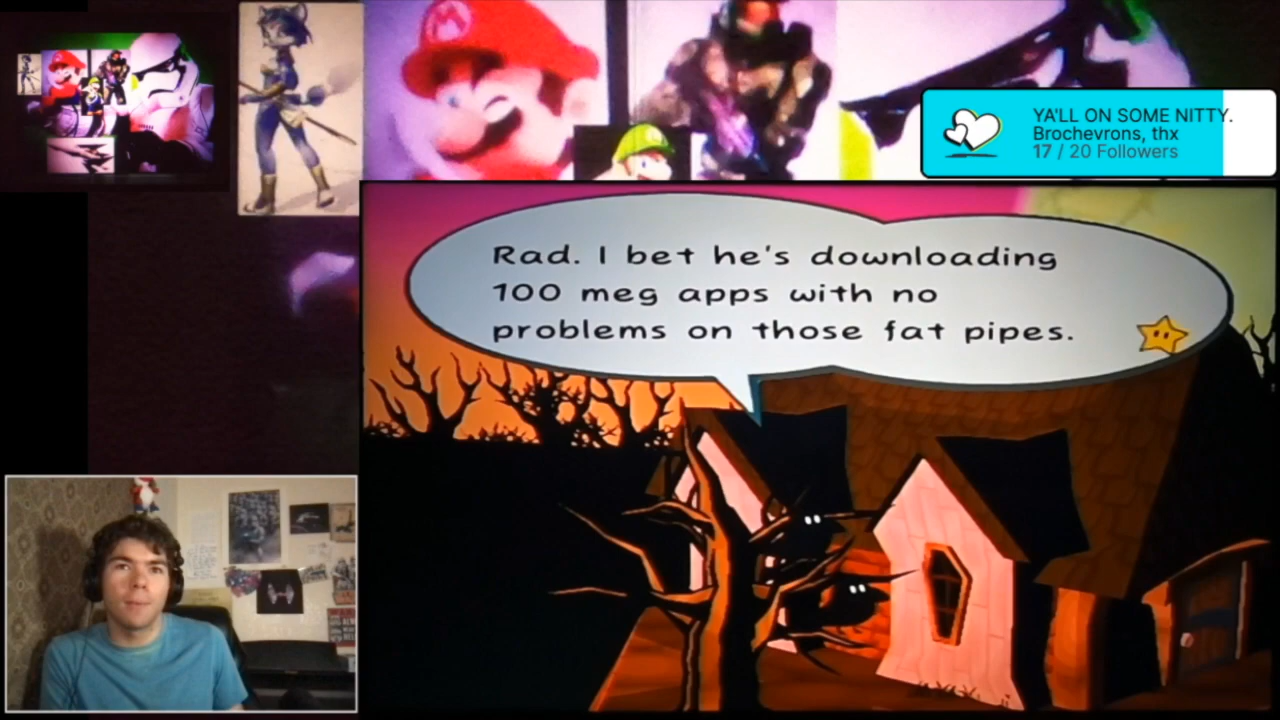 YA'LL ON SOME NITTY.
Brochevrons, thx
17 / 20 Followers
Rad. I bet he's downloading
100 meg apps with no
problems on those fat pipes.